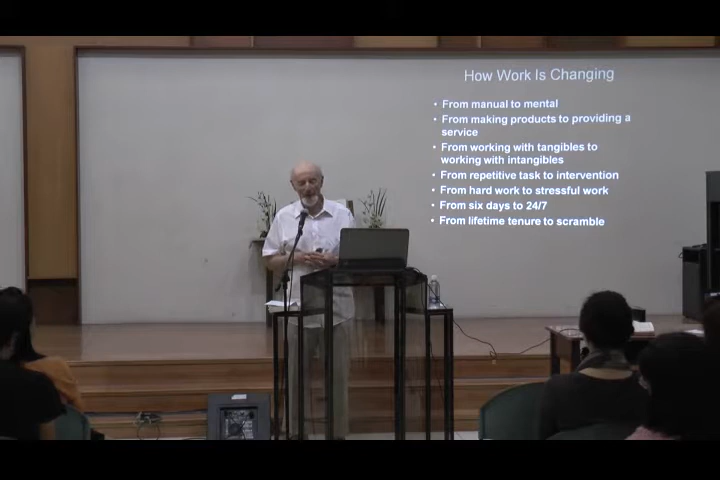 How Work Is Changing
• From manual to mental
• From making products to providing a
service
• From working with tangibles to
working with intangibles
• From repetitive task to intervention
• From hard work to stressful work
• From six days to 24/7
• From lifetime tenure to scramble